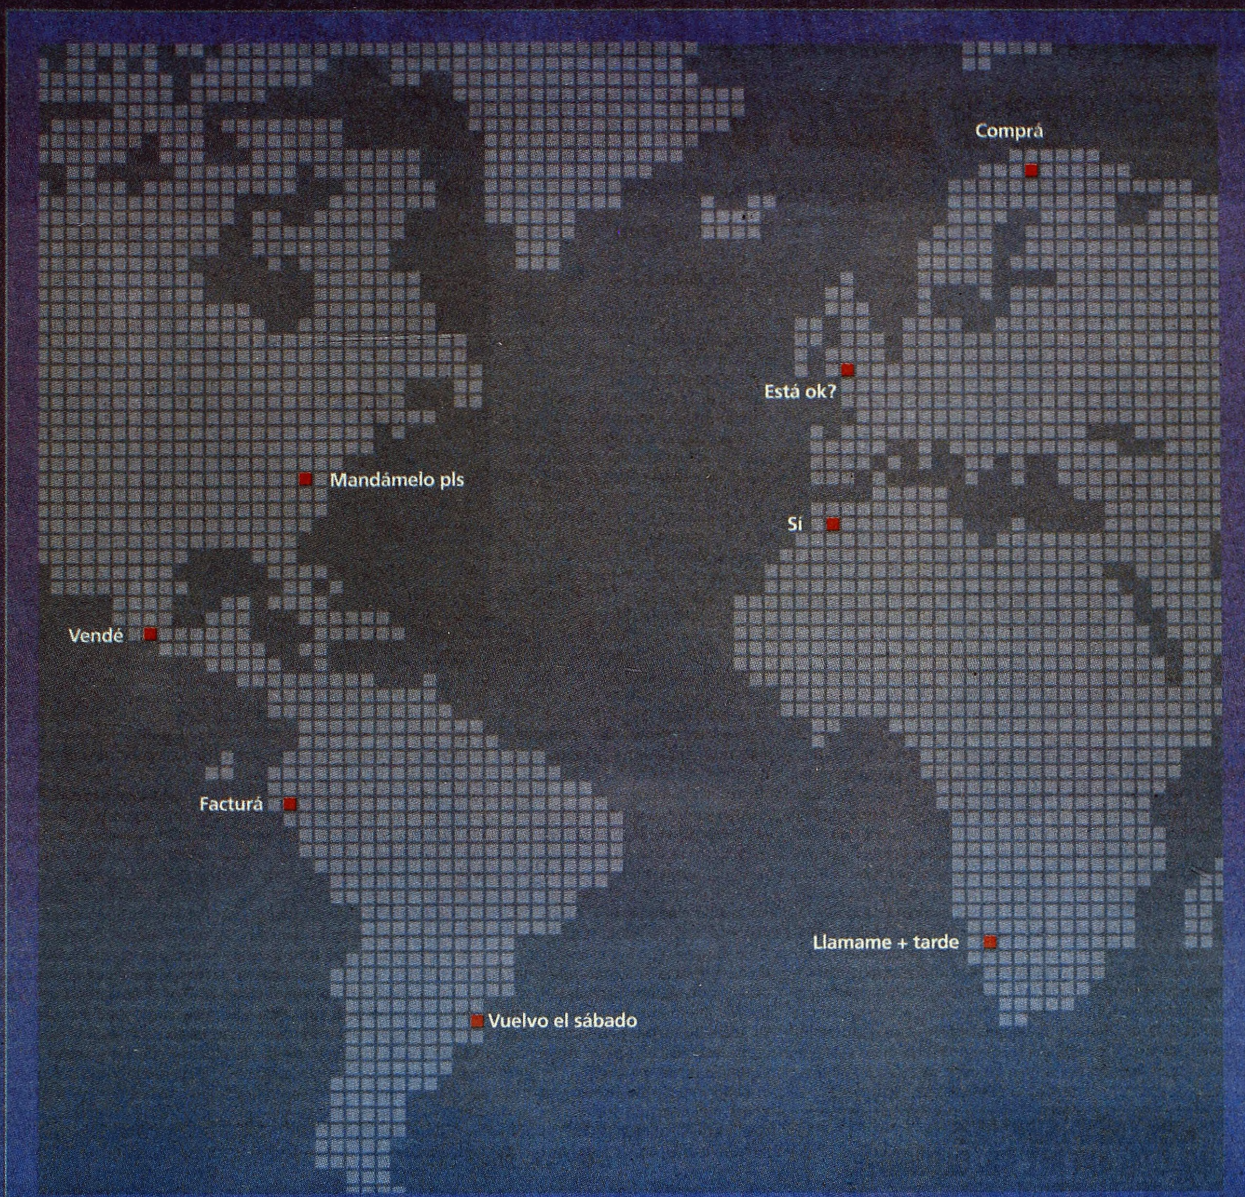 Comprá
Está ok?
Mandámelo pls
Sí
Vendé
Facturá
Llamame + tarde
Vuelvo el sábado